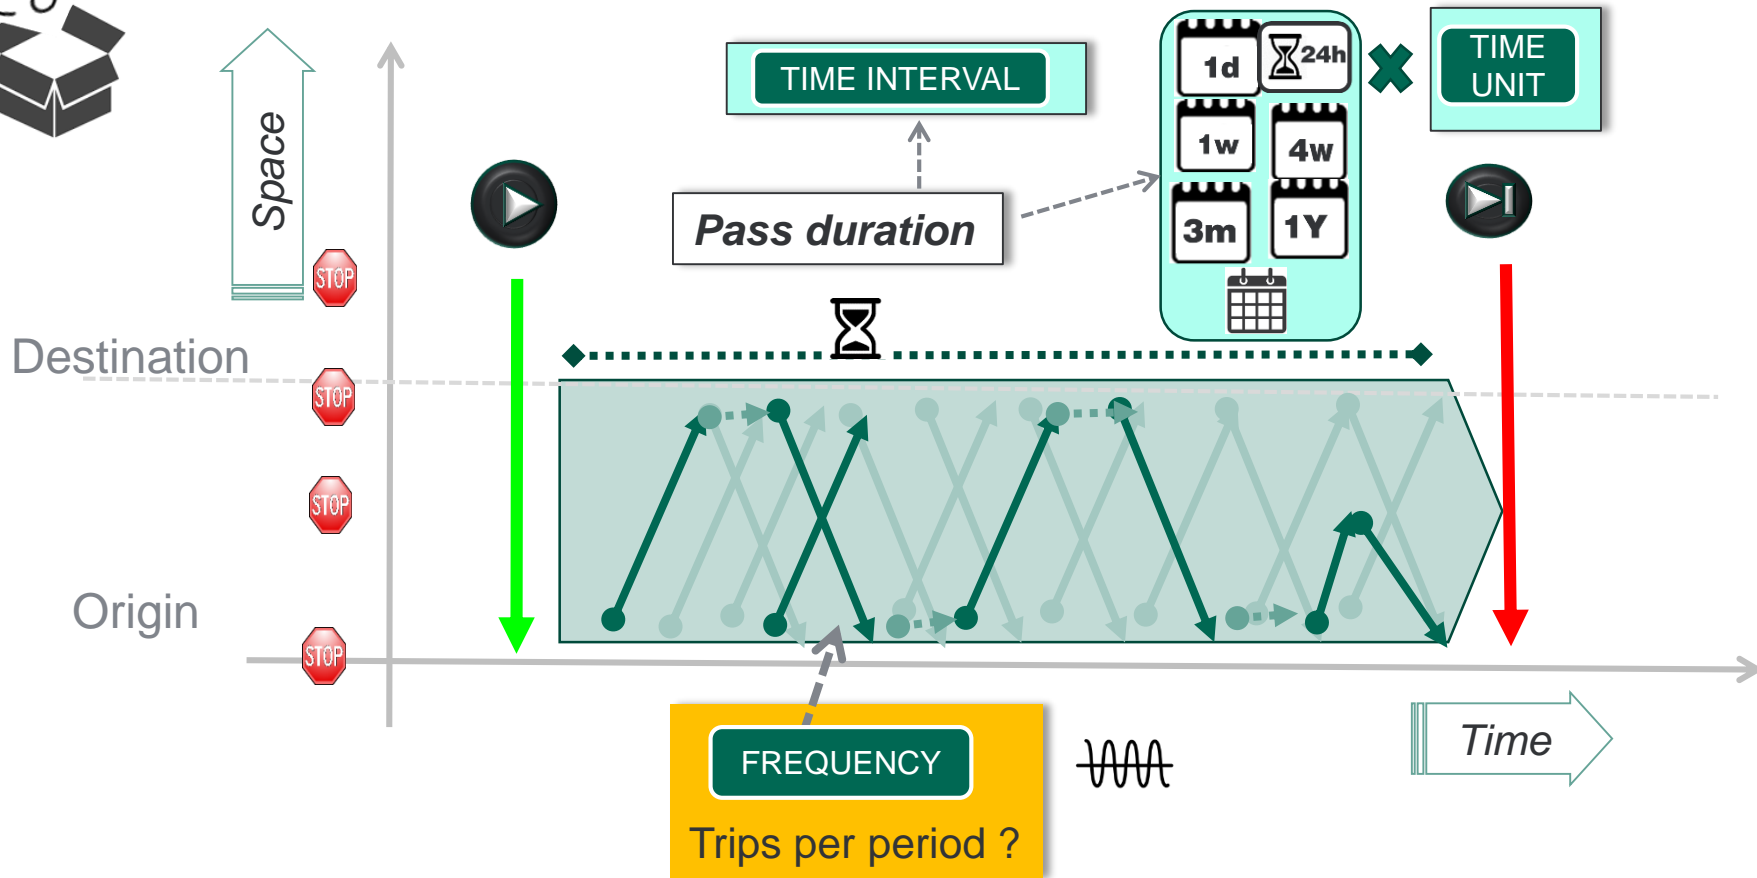 TIME INTERVAL
1d
24h
TIME
UNIT
1w
4w
Space
Pass duration
3m
1Y
STOP
Destination
STOP
STOP
Origin
STOP
FREQUENCY
Time
Trips per period ?